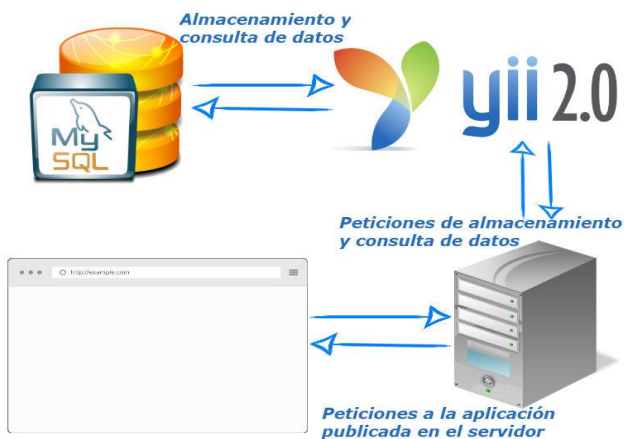 Almacenamiento y
consulta de datos
My
SQL
yii 2.0
Peticiones de almacenamiento
y consulta de datos
http://example.com
Peticiones a la aplicación
publicada en el servidor